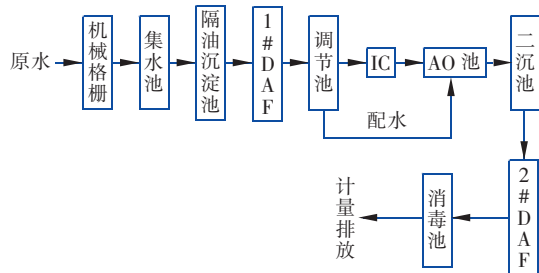 原水
机械格栅
集水池
隔油沉淀池
1#DAF
调节池
IC
AO池
二沉池
配水
2#DAF
消毒池
计量排放